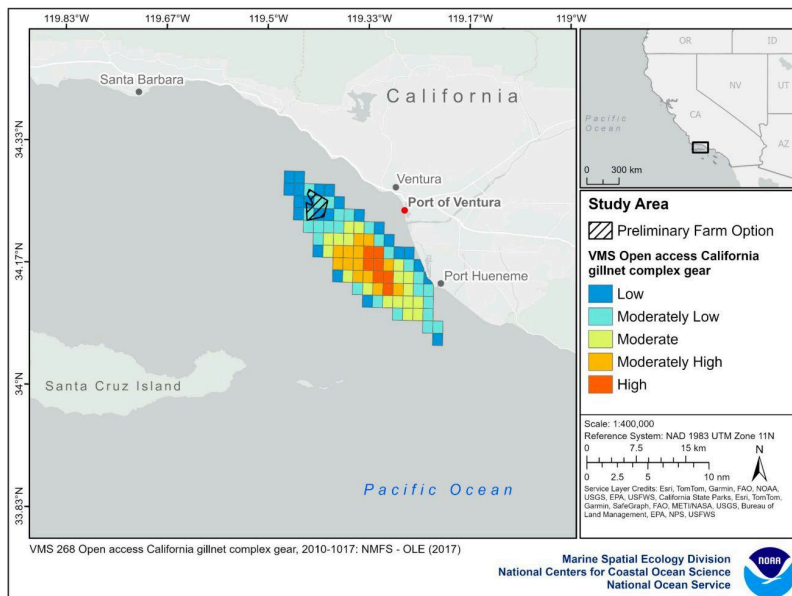 119.83°W 119.67°W 119.5°W 119.33°W 119.17°W 119°W
34.33°N
34.17°N
34°N
33.83°N
Santa Barbara
California
Ventura
Port of Ventura
Port Hueneme
Santa Cruz Island
Pacific Ocean
OR ID
NV UT
CA
AZ
Pacific
Ocean
0 300 km
Study Area
Preliminary Farm Option
VMS Open access California
gillnet complex gear
Low
Moderately Low
Moderate
Moderately High
High
Scale: 1:400,000
Reference System: NAD 1983 UTM Zone 11N
N
0 7.5 15 km
0 2.5 5 10 nm
Service Layer Credits: Esri, TomTom, Garmin, FAO, NOAA,
USGS, EPA, USFWS, California State Parks, Esri, TomTom,
Garmin, SafeGraph, FAO, METI/NASA, USGS, Bureau of
Land Management, EPA, NPS, USFWS
VMS 268 Open access California gillnet complex gear, 2010-1017: NMFS - OLE (2017)
Marine Spatial Ecology Division
National Centers for Coastal Ocean Science
National Ocean Service
NOAA